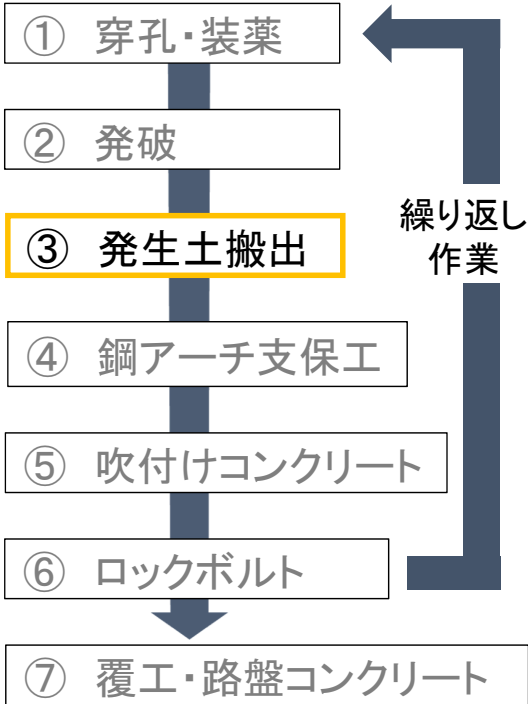 ① 穿孔・装薬
② 発破
③ 発生土搬出
繰り返し
作業
④ 鋼アーチ支保工
⑤ 吹付けコンクリート
⑥ ロックボルト
⑦ 覆工・路盤コンクリート